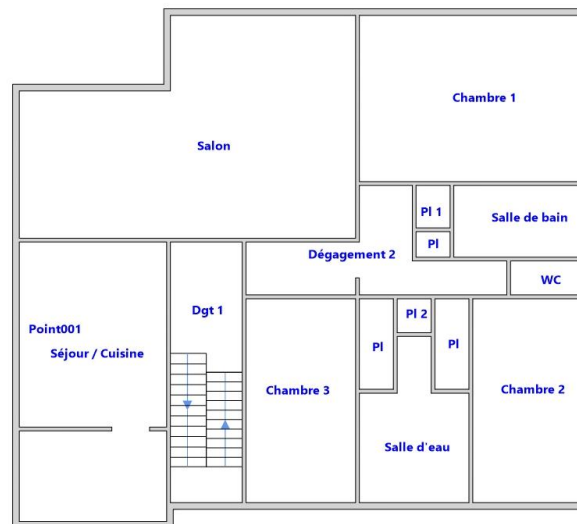 Chambre 1
Salon
Pl 1
Salle de bain
Pl
Dégagement 2
WC
Dgt 1
Pl 2
Point001
Séjour / Cuisine
Pl
Pl
Chambre 3
Chambre 2
Salle d'eau